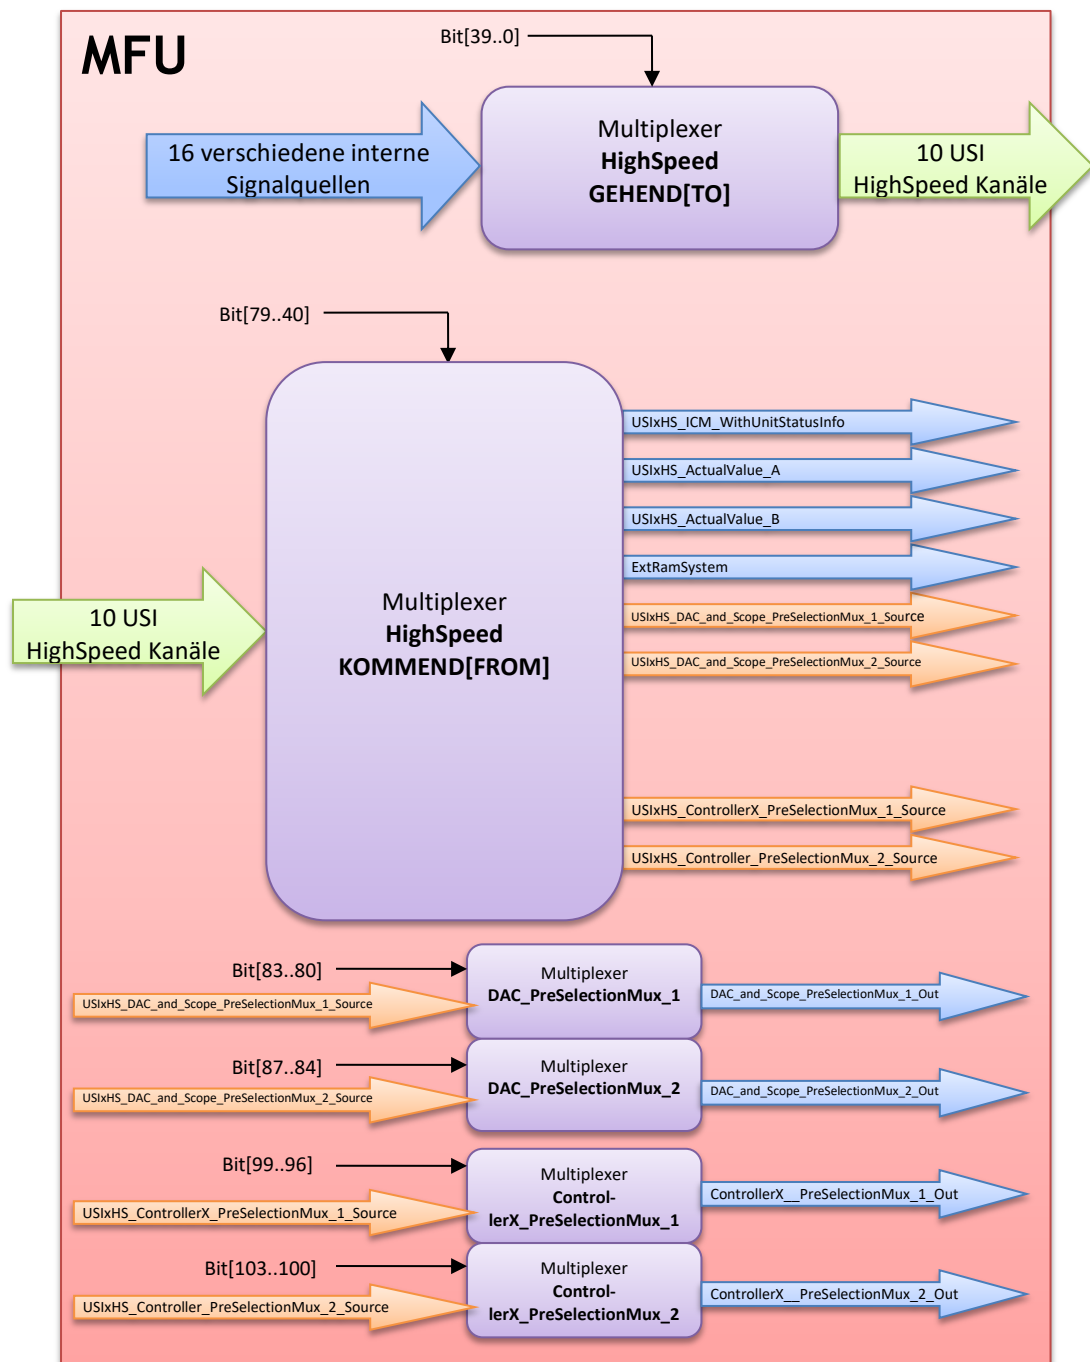 MFU
Bit[39..0]
16 verschiedene interne
Signalquellen
Multiplexer
HighSpeed
GEHEND[TO]
10 USI
HighSpeed Kanäle
Bit[79..40]
10 USI
HighSpeed Kanäle
Multiplexer
HighSpeed
KOMMEND[FROM]
USIxHS_ICM_WithUnitStatusInfo
USIxHS_ActualValue_A
USIxHS_ActualValue_B
ExtRamSystem
USIxHS_DAC_and_Scope_PreSelectionMux_1_Source
USIxHS_DAC_and_Scope_PreSelectionMux_2_Source
USIxHS_ControllerX_PreSelectionMux_1_Source
USIxHS_Controller_PreSelectionMux_2_Source
Bit[83..80]
USIxHS_DAC_and_Scope_PreSelectionMux_1_Source
Multiplexer
DAC_PreSelectionMux_1
DAC_and_Scope_PreSelectionMux_1_Out
Bit[87..84]
USIxHS_DAC_and_Scope_PreSelectionMux_2_Source
Multiplexer
DAC_PreSelectionMux_2
DAC_and_Scope_PreSelectionMux_2_Out
Bit[99..96]
USIxHS_ControllerX_PreSelectionMux_1_Source
Multiplexer
Control-
lerX_PreSelectionMux_1
ControllerX__PreSelectionMux_1_Out
Bit[103..100]
USIxHS_Controller_PreSelectionMux_2_Source
Multiplexer
Control-
lerX_PreSelectionMux_2
ControllerX__PreSelectionMux_2_Out